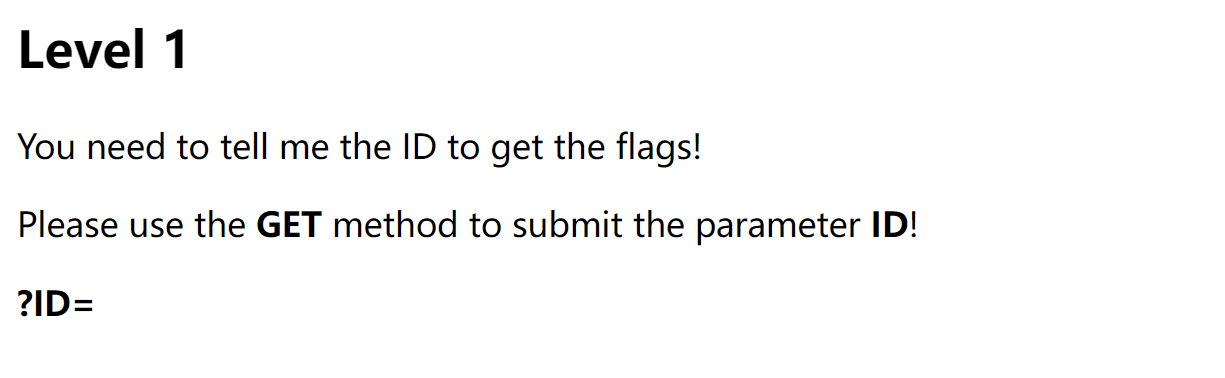 Level 1
You need to tell me the ID to get the flags!
Please use the GET method to submit the parameter ID!
?ID=